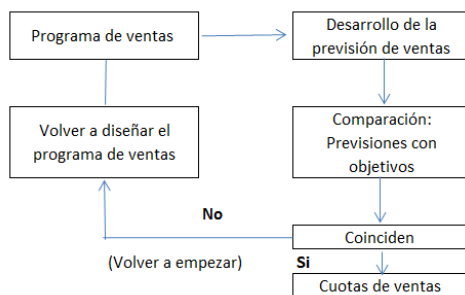 Programa de ventas
Desarrollo de la
previsión de ventas
Volver a diseñar el
programa de ventas
Comparación:
Previsiones con
objetivos
No
Coinciden
(Volver a empezar)
Si
Cuotas de ventas